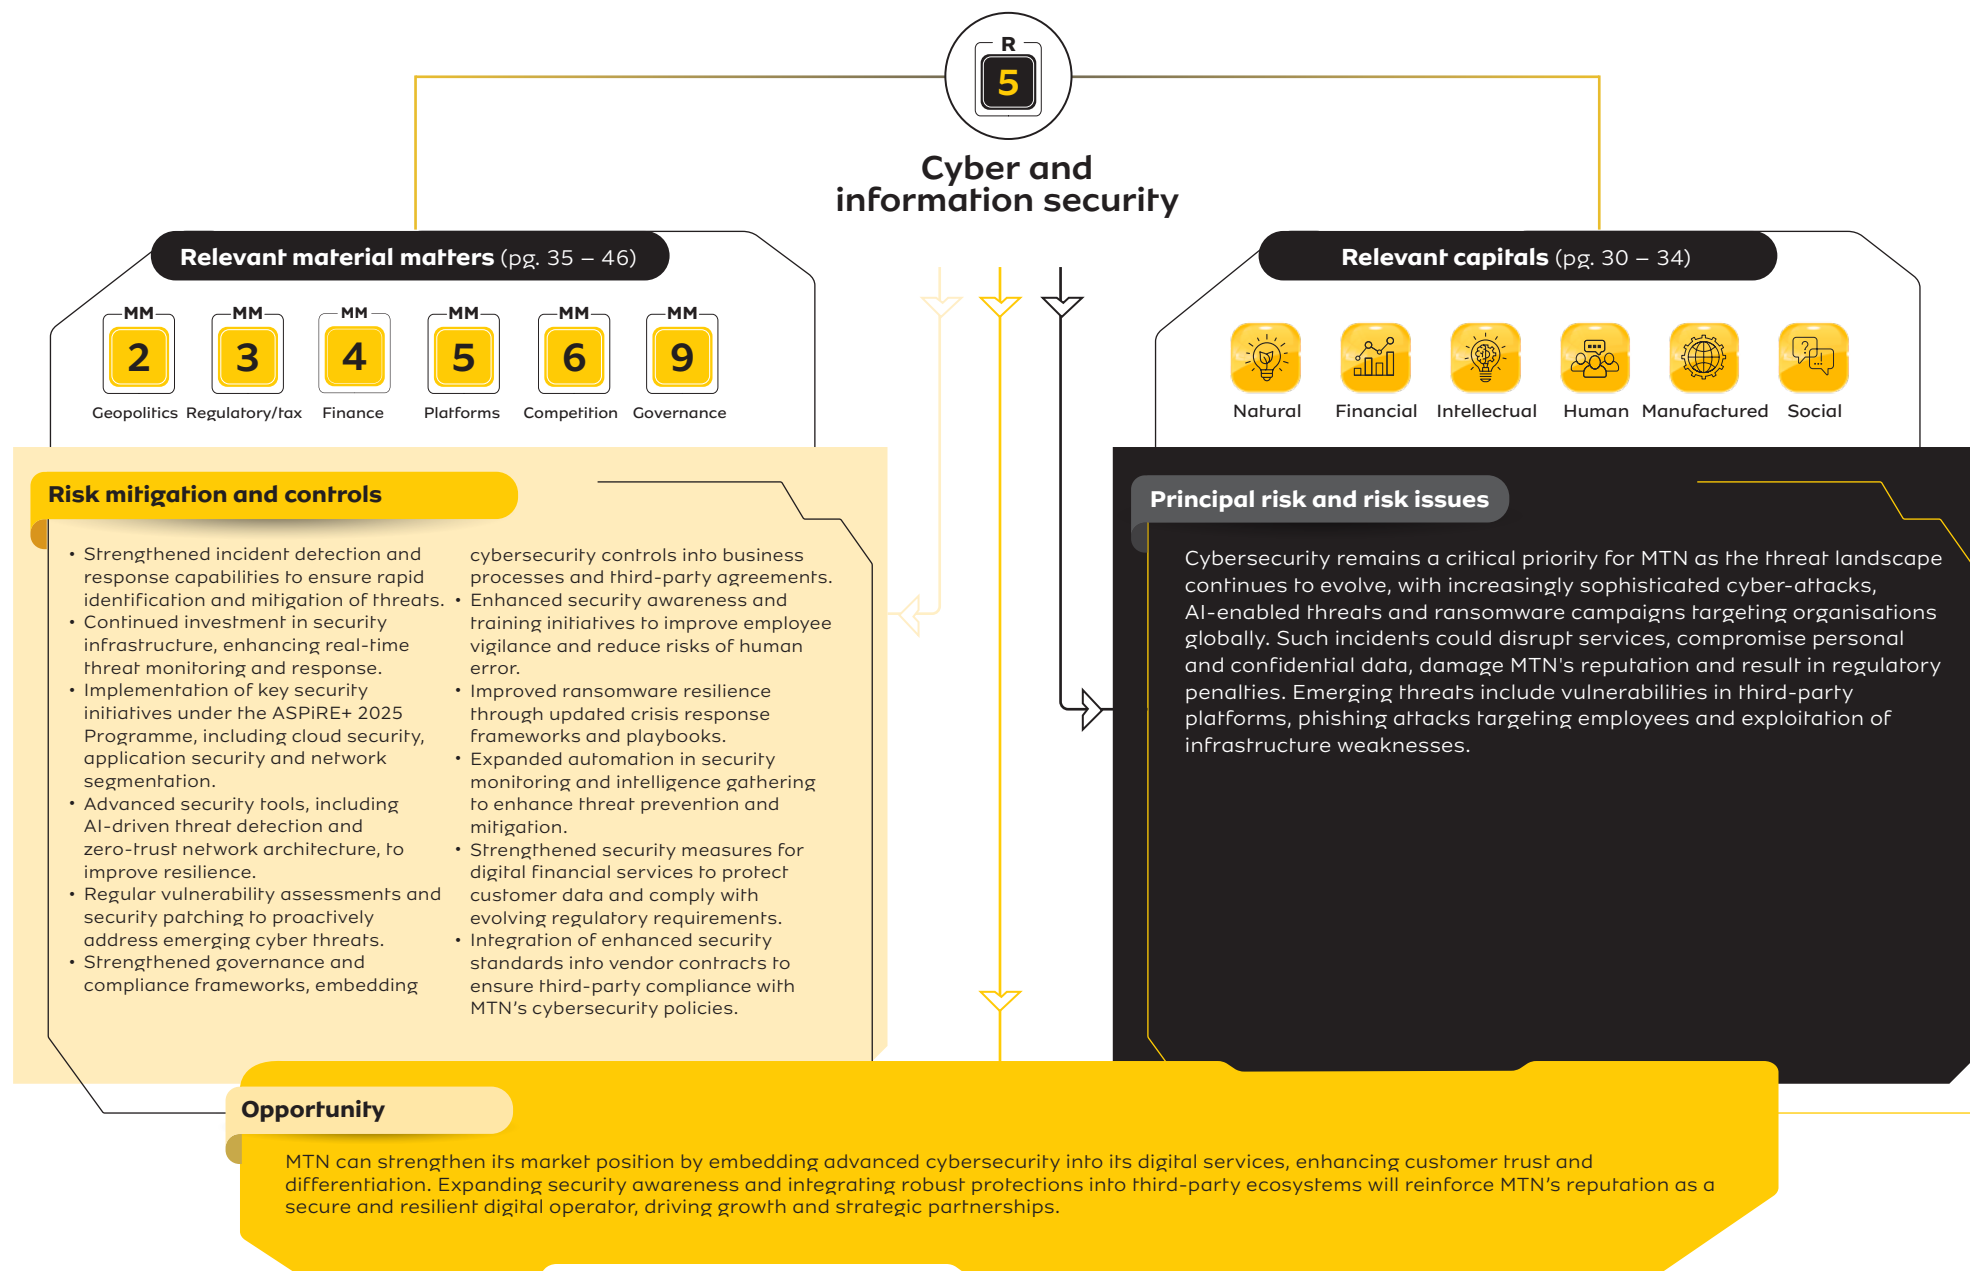 R
5
Cyber and
information security
Relevant material matters (pg. 35 – 46)
MM
2
Geopolitics
MM
3
Regulatory/tax
MM
4
Finance
MM
5
Platforms
MM
6
Competition
MM
9
Governance
Relevant capitals (pg. 30 – 34)
Natural
Financial
Intellectual
Human
Manufactured
Social
Risk mitigation and controls
• Strengthened incident detection and
response capabilities to ensure rapid
identification and mitigation of threats.
• Continued investment in security
infrastructure, enhancing real-time
threat monitoring and response.
• Implementation of key security
initiatives under the ASPiRE+ 2025
Programme, including cloud security,
application security and network
segmentation.
• Advanced security tools, including
AI-driven threat detection and
zero-trust network architecture, to
improve resilience.
• Regular vulnerability assessments and
security patching to proactively
address emerging cyber threats.
• Strengthened governance and
compliance frameworks, embedding
cybersecurity controls into business
processes and third-party agreements.
• Enhanced security awareness and
training initiatives to improve employee
vigilance and reduce risks of human
error.
• Improved ransomware resilience
through updated crisis response
frameworks and playbooks.
• Expanded automation in security
monitoring and intelligence gathering
to enhance threat prevention and
mitigation.
• Strengthened security measures for
digital financial services to protect
customer data and comply with
evolving regulatory requirements.
• Integration of enhanced security
standards into vendor contracts to
ensure third-party compliance with
MTN’s cybersecurity policies.
Principal risk and risk issues
Cybersecurity remains a critical priority for MTN as the threat landscape
continues to evolve, with increasingly sophisticated cyber-attacks,
AI-enabled threats and ransomware campaigns targeting organisations
globally. Such incidents could disrupt services, compromise personal
and confidential data, damage MTN's reputation and result in regulatory
penalties. Emerging threats include vulnerabilities in third-party
platforms, phishing attacks targeting employees and exploitation of
infrastructure weaknesses.
Opportunity
MTN can strengthen its market position by embedding advanced cybersecurity into its digital services, enhancing customer trust and
differentiation. Expanding security awareness and integrating robust protections into third-party ecosystems will reinforce MTN’s reputation as a
secure and resilient digital operator, driving growth and strategic partnerships.